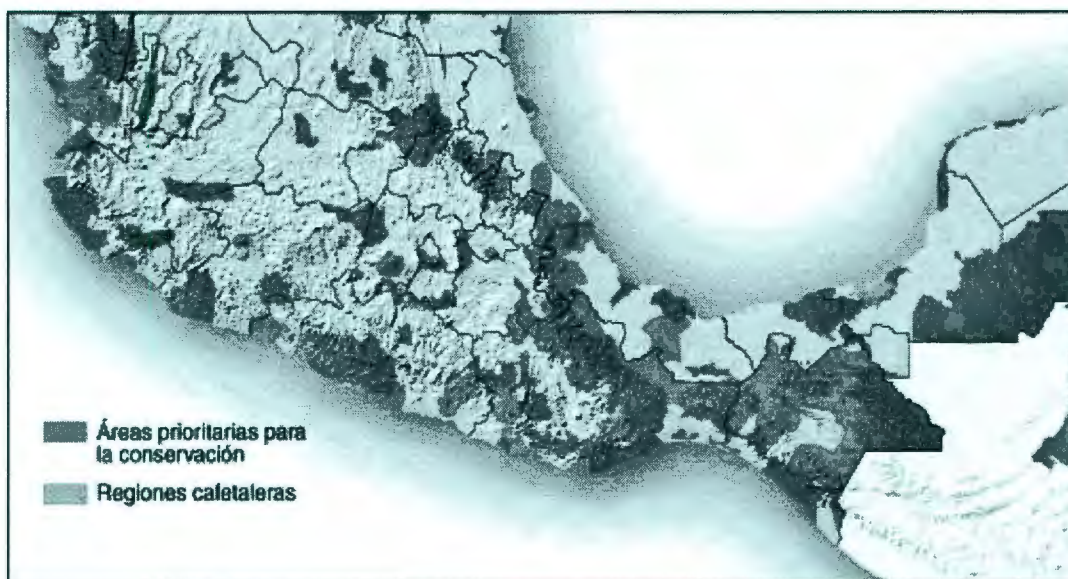 Áreas prioritarias para
la conservación
Regiones cafetaleras